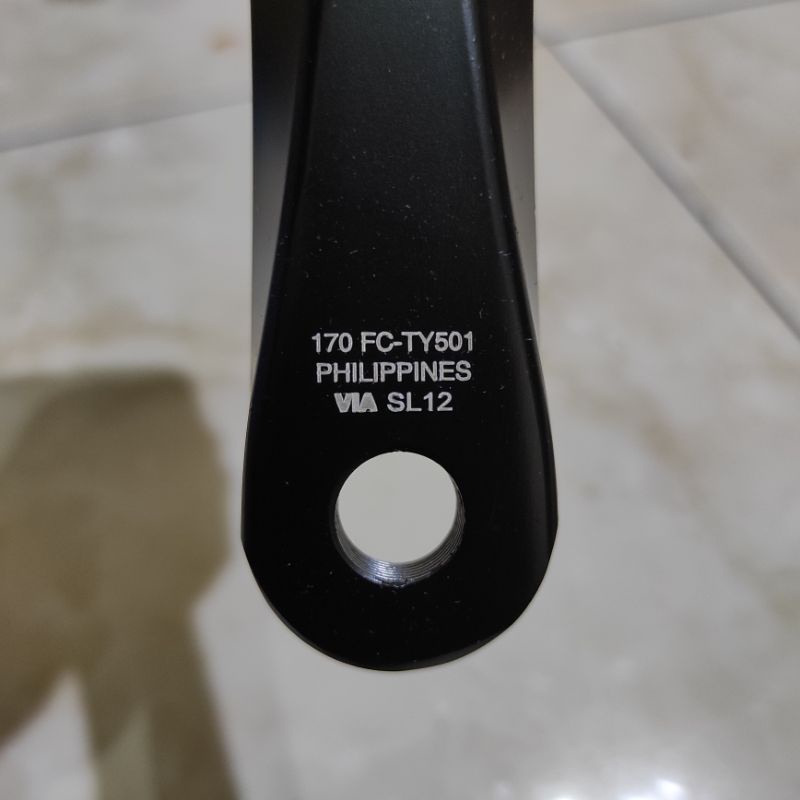 170 FC-TY501
PHILIPPINES
VIA SL12